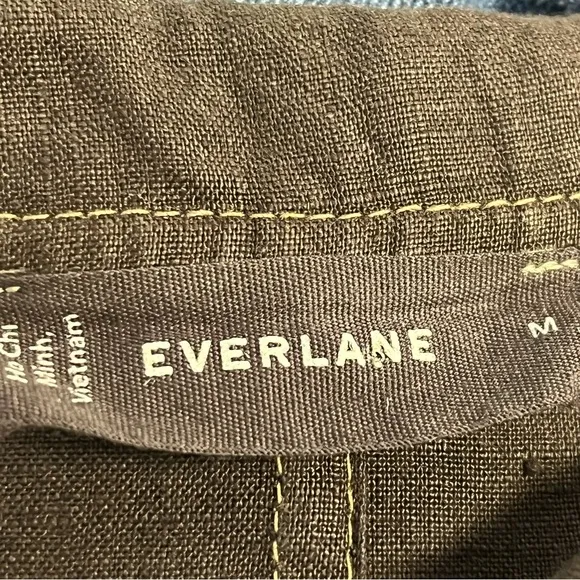 Ho Chi
Minh,
Vietnam
EVERLANE
M